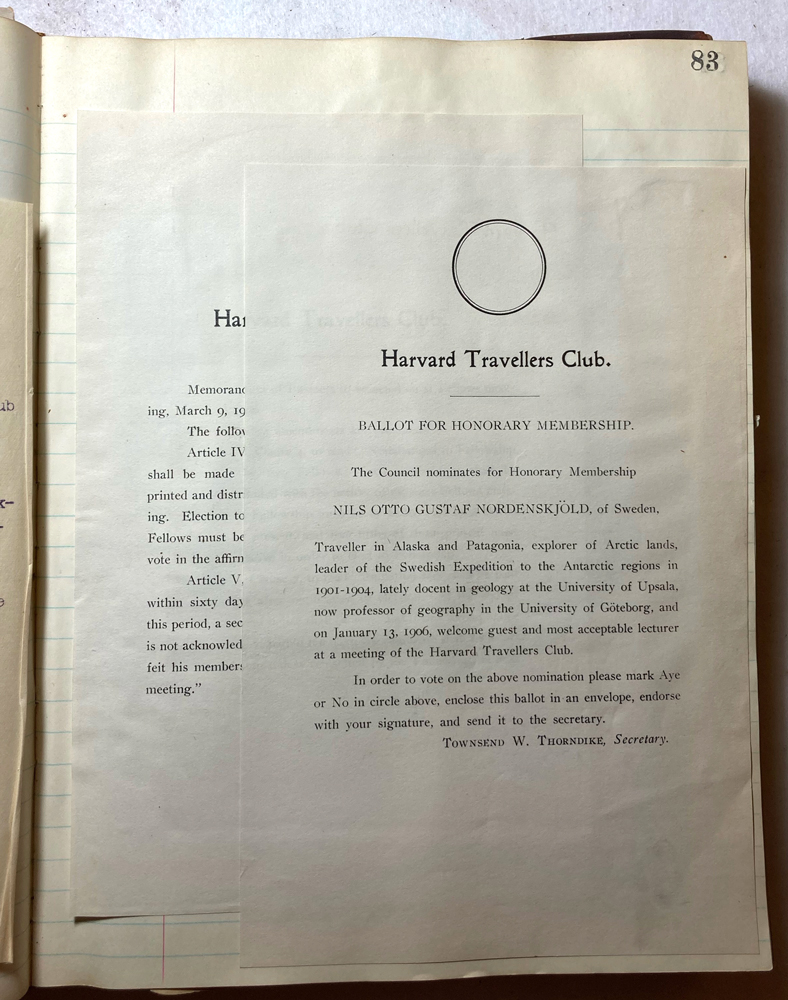 83
Harvard Travellers Club.
BALLOT FOR HONORARY MEMBERSHIP.
The Council nominates for Honorary Membership
NILS OTTO GUSTAF NORDENSKJÖLD, of Sweden,
Traveller in Alaska and Patagonia, explorer of Arctic lands,
leader of the Swedish Expedition to the Antarctic regions in
1901-1904, lately docent in geology at the University of Upsala,
now professor of geography in the University of Göteborg, and
on January 13, 1906, welcome guest and most acceptable lecturer
at a meeting of the Harvard Travellers Club.
In order to vote on the above nomination please mark Aye
or No in circle above, enclose this ballot in an envelope, endorse
with your signature, and send it to the secretary.
TOWNSEND W. THORNDIKE, Secretary.
Har
Memoranc
ing, March 9, 19
The follow
Article IV
shall be made
printed and distr
ing. Election to
Fellows must be
vote in the affirn
Article V,
within sixty day
this period, a sec
is not acknowled
feit his members
meeting.”
ub